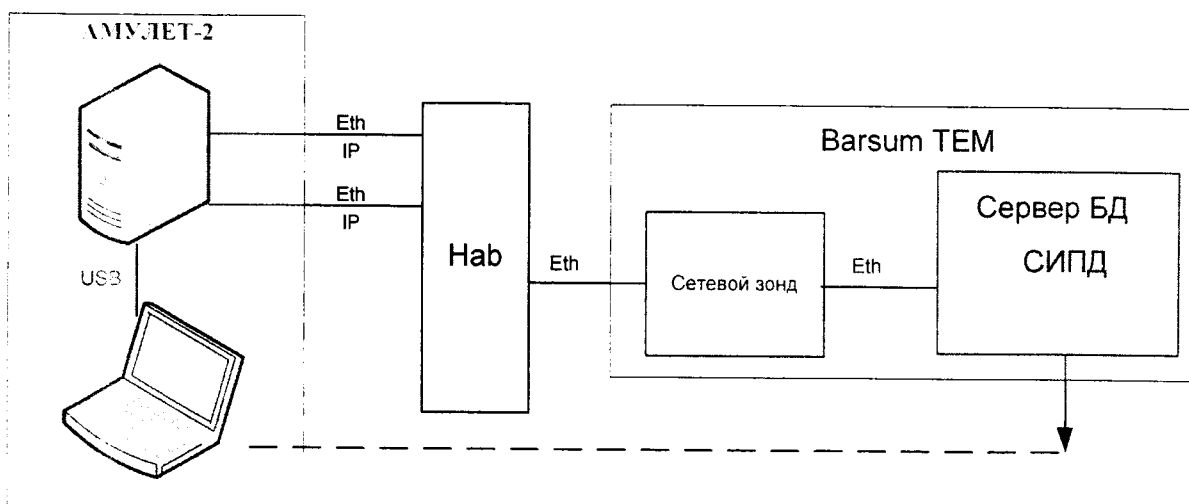 АМУЛЕТ-2
Eth
IP
Eth
IP
USB
Hab
Eth
Barsum TEM
Сетевой зонд
Eth
Сервер БД
СИПД